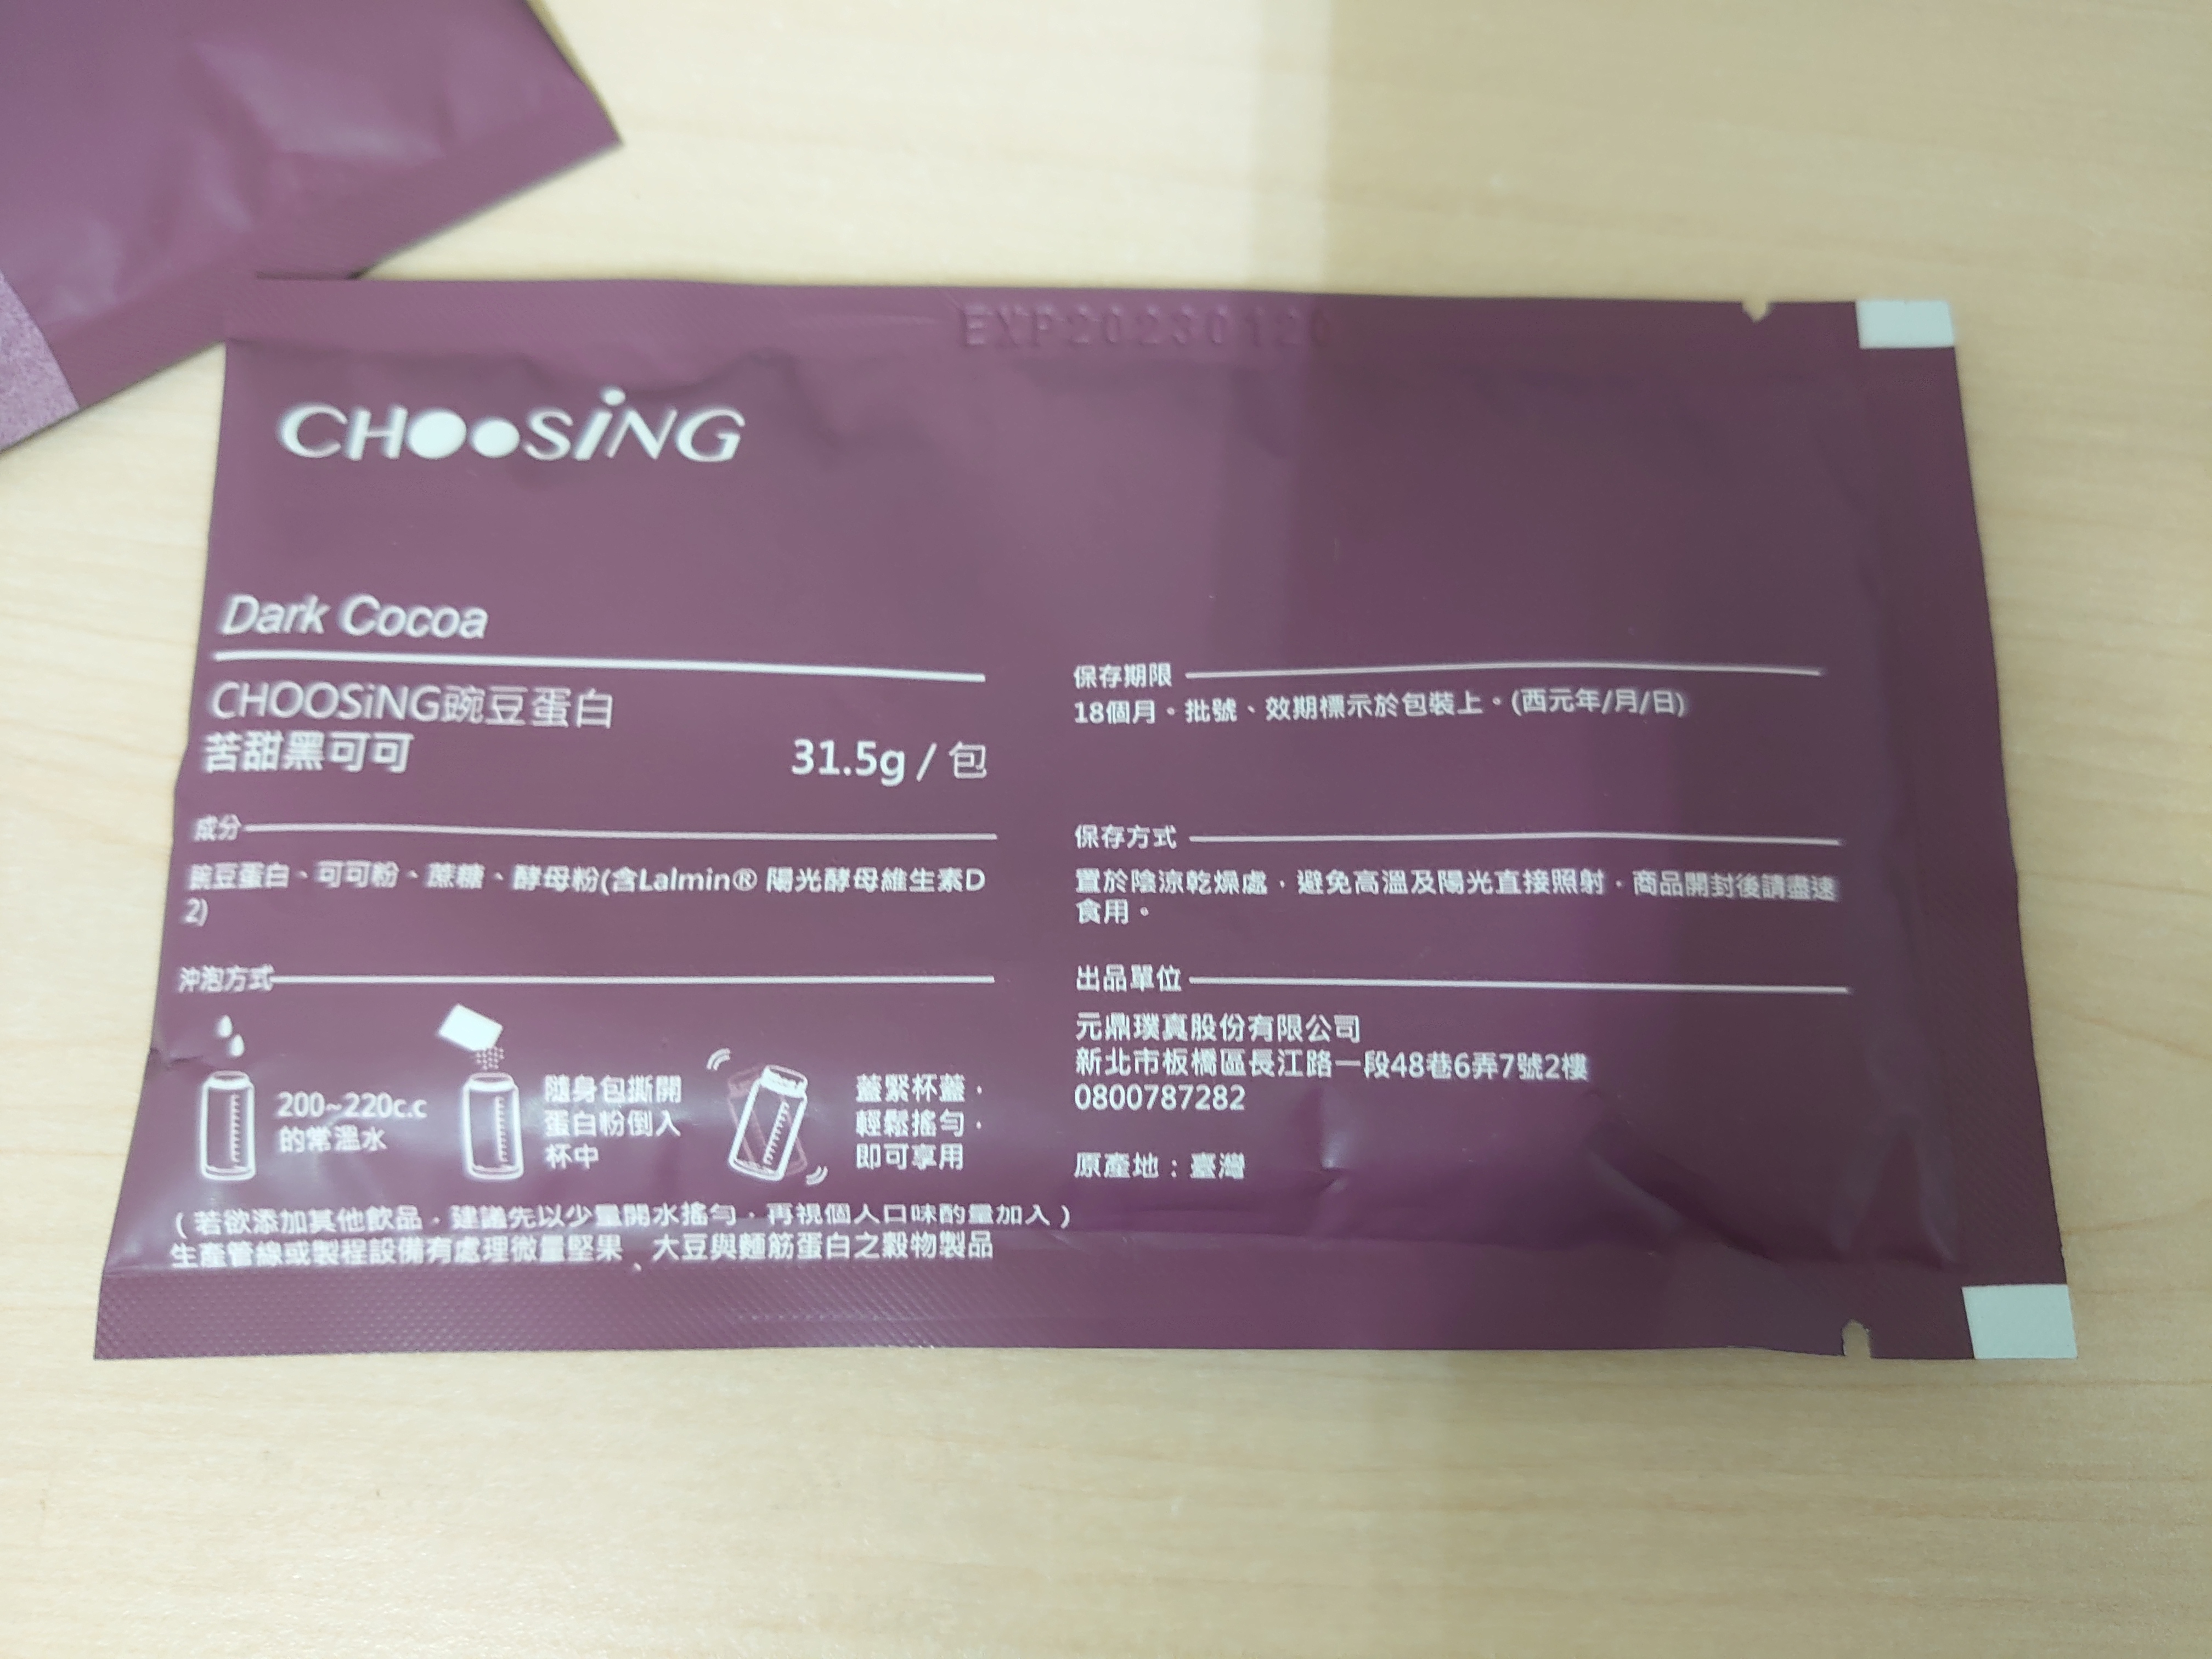 EXP20230120
CHOOSiNG
Dark Cocoa
CHOOSiNG豌豆蛋白
苦甜黑可可
31.5g / 包
成分
豌豆蛋白、可可粉、蔗糖、酵母粉(含Lalmin® 陽光酵母維生素D
2)
沖泡方式
200~220c.c
的常溫水
隨身包撕開
蛋白粉倒入
杯中
蓋緊杯蓋，
輕鬆搖勻，
即可享用
(若欲添加其他飲品，建議先以少量開水搖勻，再視個人口味酌量加入)
生產管線或製程設備有處理微量堅果、大豆與麵筋蛋白之穀物製品
保存期限
18個月。批號、效期標示於包裝上。(西元年/月/日)
保存方式
置於陰涼乾燥處，避免高溫及陽光直接照射，商品開封後請盡速
食用。
出品單位
元鼎璞真股份有限公司
新北市板橋區長江路一段48巷6弄7號2樓
0800787282
原產地：臺灣